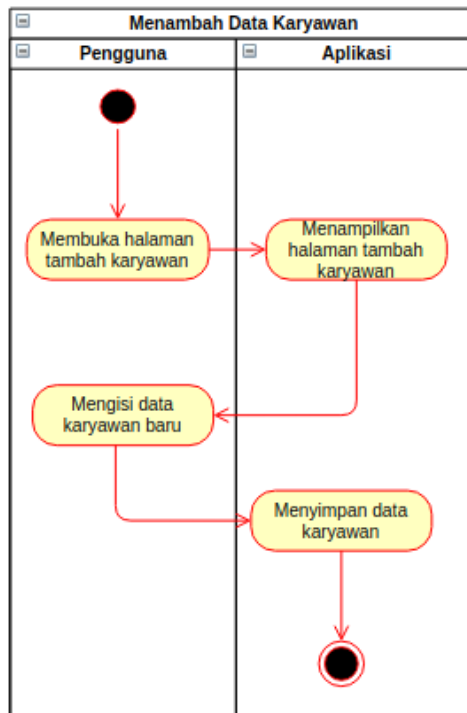 Menambah Data Karyawan
Pengguna
Aplikasi
Membuka halaman
tambah karyawan
Menampilkan
halaman tambah
karyawan
Mengisi data
karyawan baru
Menyimpan data
karyawan